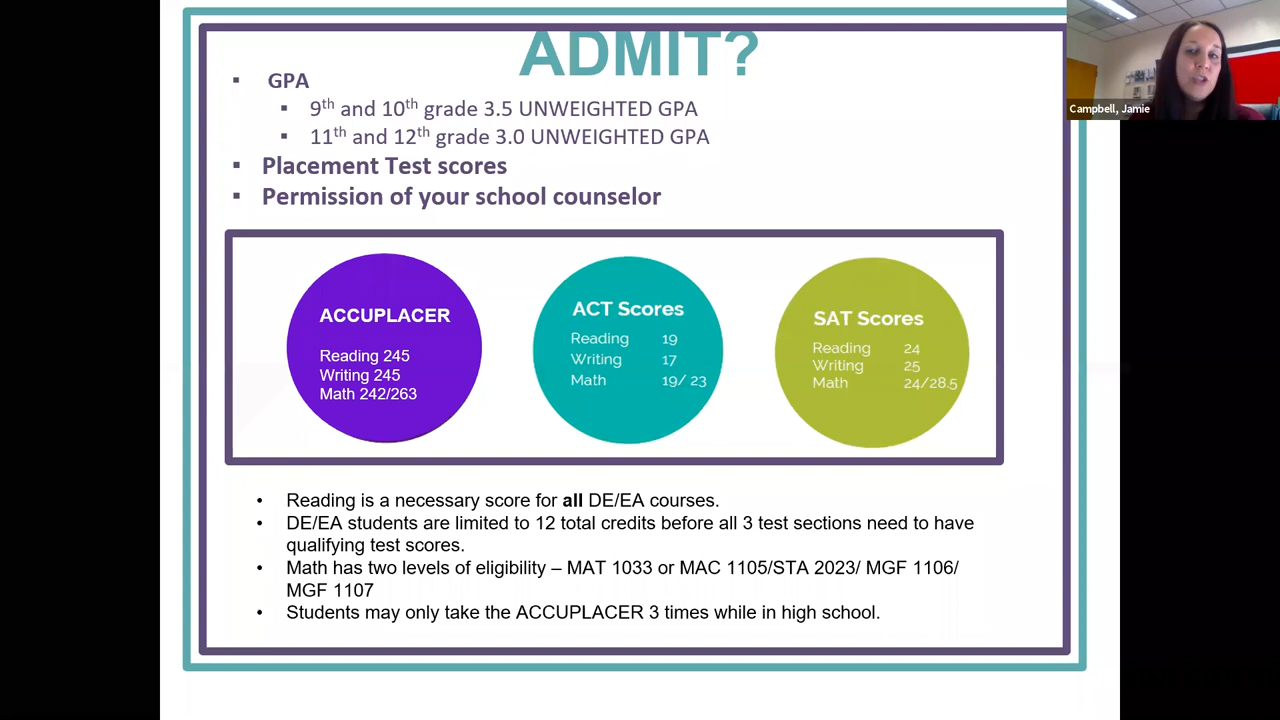 ADMIT?
▪ GPA
▪ 9th and 10th grade 3.5 UNWEIGHTED GPA
▪ 11th and 12th grade 3.0 UNWEIGHTED GPA
▪ Placement Test scores
▪ Permission of your school counselor
ACCUPLACER
Reading 245
Writing 245
Math 242/263
ACT Scores
Reading 19
Writing 17
Math 19/ 23
SAT Scores
Reading 24
Writing 25
Math 24/28.5
• Reading is a necessary score for all DE/EA courses.
• DE/EA students are limited to 12 total credits before all 3 test sections need to have
qualifying test scores.
• Math has two levels of eligibility – MAT 1033 or MAC 1105/STA 2023/ MGF 1106/
MGF 1107
• Students may only take the ACCUPLACER 3 times while in high school.
Campbell, Jamie